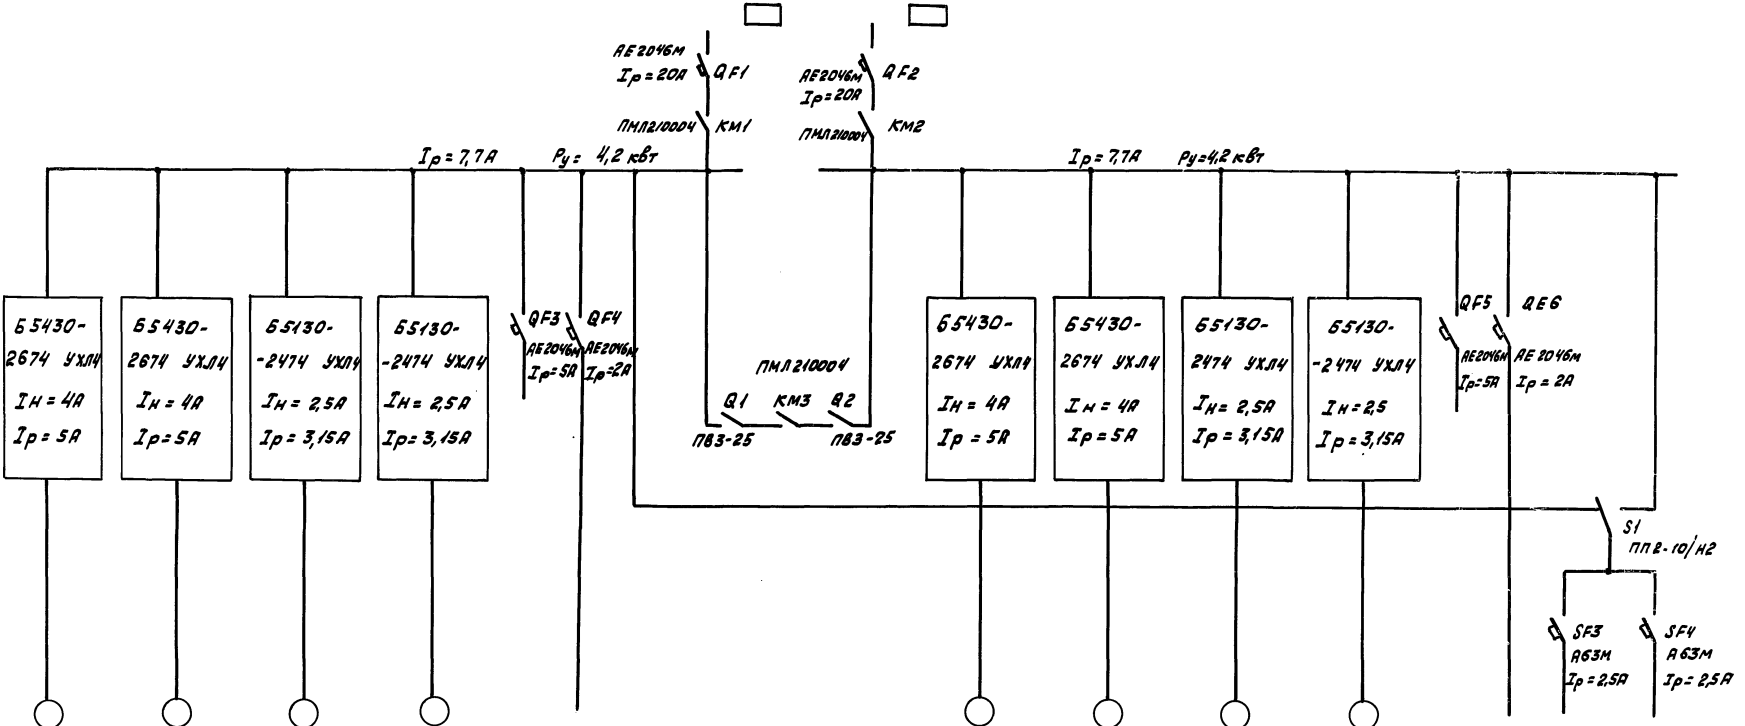 АЕ2046М
Iр=20А
QF1
ПМЛ210004
КМ1
АЕ2046М
Iр=20А
QF2
ПМЛ210004
КМ2
Iр=7,7А Ру= 4,2 кВт
Iр=7,7А Ру=4,2 кВт
Б5430-
2674 УХЛ4
Iн=4А
Iр=5А
Б5430-
2674 УХЛ4
Iн=4А
Iр=5А
Б5130-
-2474 УХЛ4
Iн=2,5А
Iр=3,15А
Б5130-
-2474 УХЛ4
Iн=2,5А
Iр=3,15А
QF3
АЕ2046М
Iр=5А
QF4
АЕ2046М
Iр=2А
ПМЛ210004
Q1 КМ3 Q2
ПВ3-25 ПВ3-25
Б5430-
2674 УХЛ4
Iн=4А
Iр=5А
Б5430-
2674 УХЛ4
Iн=4А
Iр=5А
Б5130-
2474 УХЛ4
Iн=2,5А
Iр=3,15А
Б5130-
-2474 УХЛ4
Iн=2,5
Iр=3,15А
QF5
АЕ2046М
Iр=5А
QE6
АЕ2046М
Iр=2А
S1
ПП2-10/Н2
SF3
А63М
Iр=2,5А
SF4
А63М
Iр=2,5А